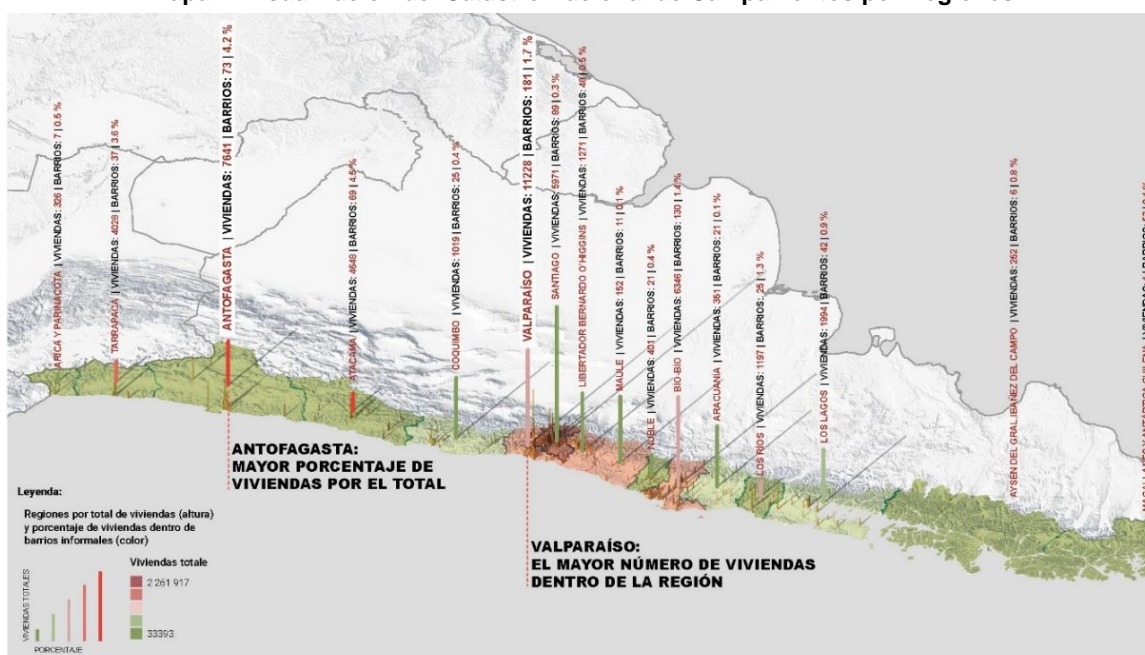 ARICA Y PARINACOTA | VIVIENDAS: 326 | BARRIOS: 7 | 0.5 %
TARRAPACA | VIVIENDAS: 4028 | BARRIOS: 37 | 3.6 %
ANTOFAGASTA | VIVIENDAS: 7641 | BARRIOS: 73 | 4.2 %
ATACAMA | VIVIENDAS: 4648 | BARRIOS: 69 | 4.5 %
COQUIMBO | VIVIENDAS: 1019 | BARRIOS: 25 | 0.4 %
VALPARAÍSO | VIVIENDAS: 11228 | BARRIOS: 181 | 1.7 %
SANTIAGO | VIVIENDAS: 5971 | BARRIOS: 89 | 0.3 %
LIBERTADOR BERNARDO O'HIGGINS | VIVIENDAS: 1271 | BARRIOS: 49 | 0.5 %
MAULE | VIVIENDAS: 152 | BARRIOS: 11 | 0.1 %
VIVIENDAS: 401 | BARRIOS: 21 | 0.4 %
BIO-BIO | VIVIENDAS: 6346 | BARRIOS: 130 | 1.4 %
ARACUANIA | VIVIENDAS: 351 | BARRIOS: 21 | 0.1 %
LOS RIOS | VIVIENDAS: 1197 | BARRIOS: 25 | 1.3 %
LOS LAGOS | VIVIENDAS: 1994 | BARRIOS: 42 | 0.9 %
AYSEN DEL GRAL.IBAÑEZ DEL CAMPO | VIVIENDAS: 262 | BARRIOS: 6 | 0.8 %
ANTOFAGASTA:
MAYOR PORCENTAJE DE
VIVIENDAS POR EL TOTAL
VALPARAÍSO:
EL MAYOR NÚMERO DE VIVIENDAS
DENTRO DE LA REGIÓN
Leyenda:
Regiones por total de viviendas (altura)
y porcentaje de viviendas dentro de
barrios informales (color)
VIVIENDAS TOTALES
PORCENTAJE
Viviendas totale
2 261 917
33393